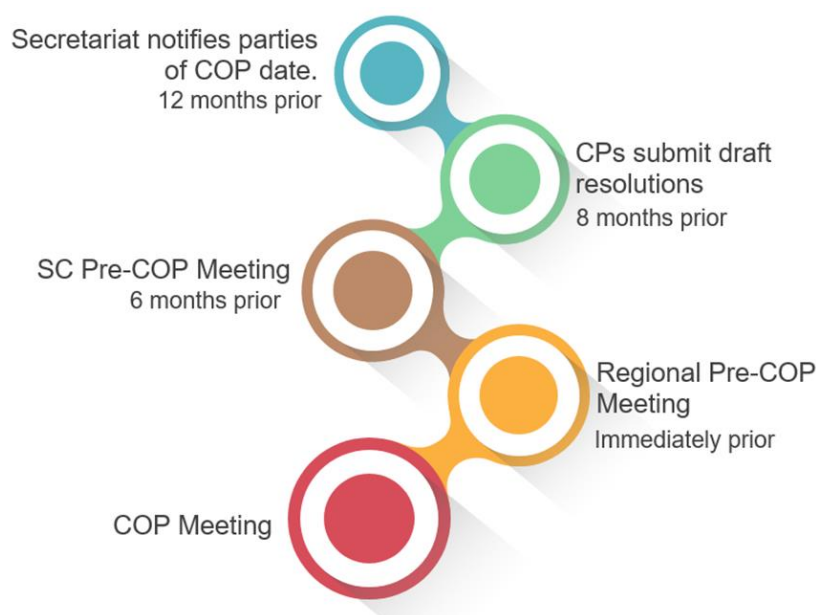 Secretariat notifies parties
of COP date.
12 months prior
CPs submit draft
resolutions
8 months prior
SC Pre-COP Meeting
6 months prior
Regional Pre-COP
Meeting
Immediately prior
COP Meeting